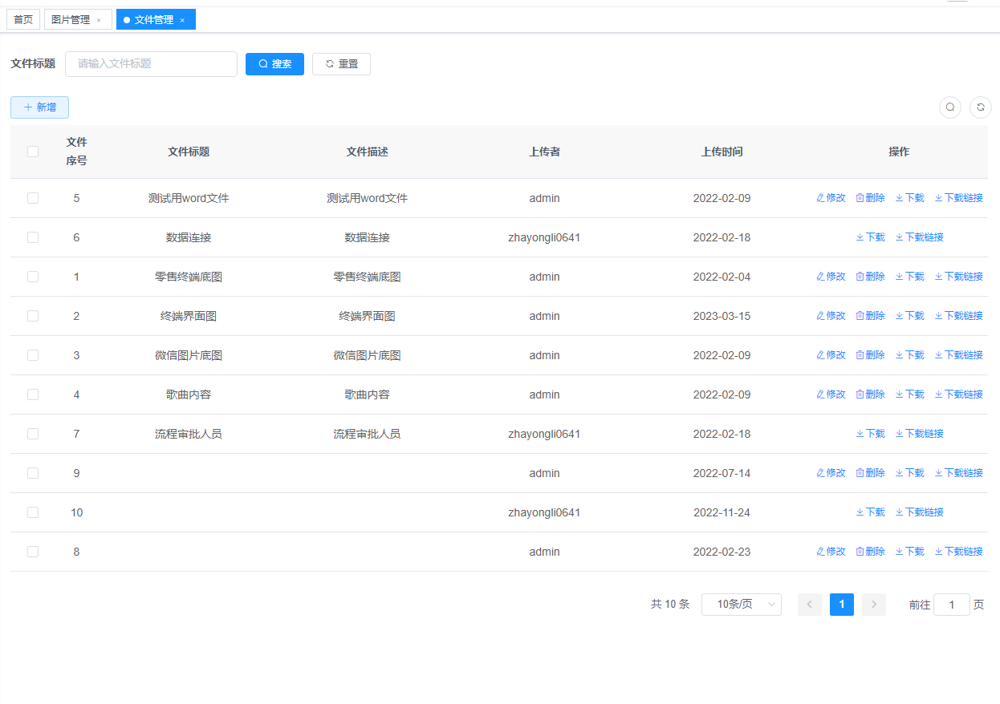 首页 图片管理 × 文件管理 ×
文件标题 请输入文件标题 搜索 重置
新增
文件序号 文件标题 文件描述 上传者 上传时间 操作
5 测试用word文件 测试用word文件 admin 2022-02-09 修改 删除 下载 下载链接
6 数据连接 数据连接 zhayongli0641 2022-02-18 下载 下载链接
1 零售终端底图 零售终端底图 admin 2022-02-04 修改 删除 下载 下载链接
2 终端界面图 终端界面图 admin 2023-03-15 修改 删除 下载 下载链接
3 微信图片底图 微信图片底图 admin 2022-02-09 修改 删除 下载 下载链接
4 歌曲内容 歌曲内容 admin 2022-02-09 修改 删除 下载 下载链接
7 流程审批人员 流程审批人员 zhayongli0641 2022-02-18 下载 下载链接
9 admin 2022-07-14 修改 删除 下载 下载链接
10 zhayongli0641 2022-11-24 下载 下载链接
8 admin 2022-02-23 修改 删除 下载 下载链接
共 10 条 10条/页 1 前往 1 页